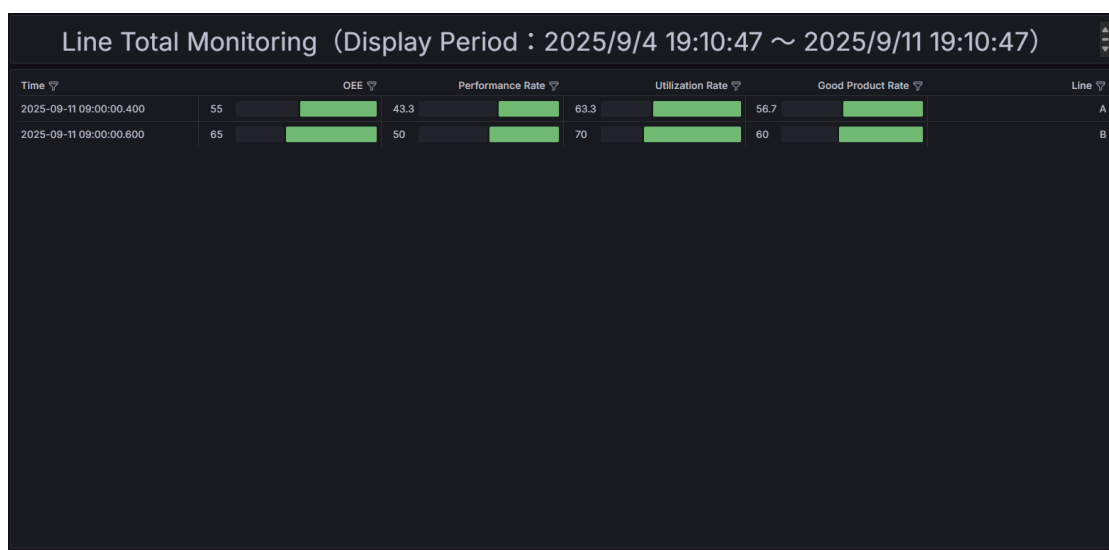 Line Total Monitoring（Display Period：2025/9/4 19:10:47 ～ 2025/9/11 19:10:47）
Time OEE Performance Rate Utilization Rate Good Product Rate Line
2025-09-11 09:00:00.400 55 43.3 63.3 56.7 A
2025-09-11 09:00:00.600 65 50 70 60 B